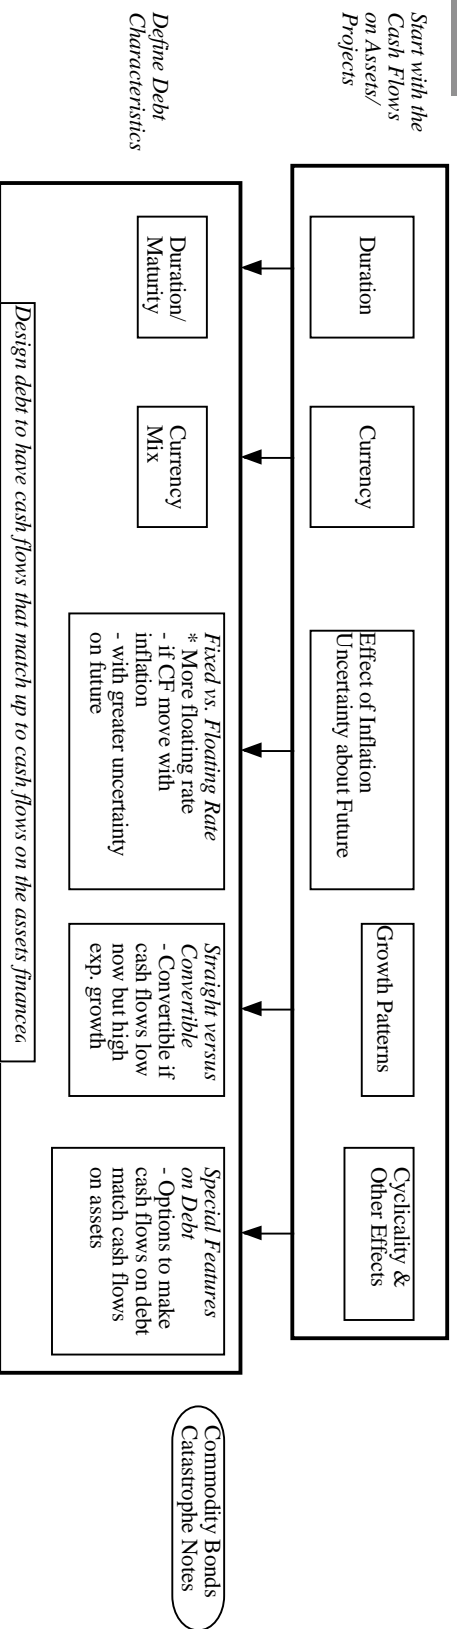 Start with the
Cash Flows
on Assets/
Projects
Duration
Currency
Effect of Inflation
Uncertainty about Future
Growth Patterns
Cyclicality &
Other Effects
Define Debt
Characteristics
Duration/
Maturity
Currency
Mix
Fixed vs. Floating Rate
* More floating rate
- if CF move with
inflation
- with greater uncertainty
on future
Straight versus
Convertible
- Convertible if
cash flows low
now but high
exp. growth
Special Features
on Debt
- Options to make
cash flows on debt
match cash flows
on assets
Commodity Bonds
Catastrophe Notes
Design debt to have cash flows that match up to cash flows on the assets financed